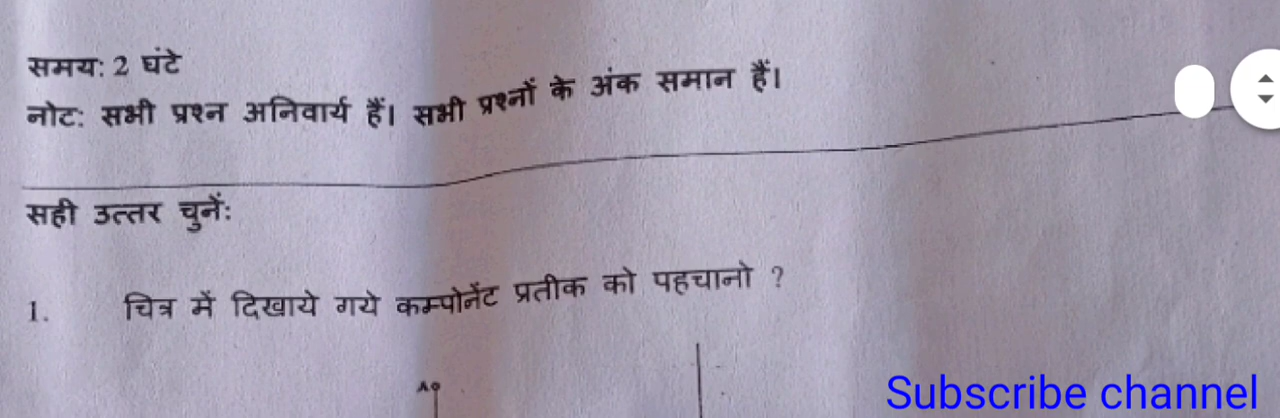 समय: 2 घंटे
नोट: सभी प्रश्न अनिवार्य हैं। सभी प्रश्नों के अंक समान हैं।
सही उत्तर चुनें:
1. चित्र में दिखाये गये कम्पोनेंट प्रतीक को पहचानो ?
A
Subscribe channel